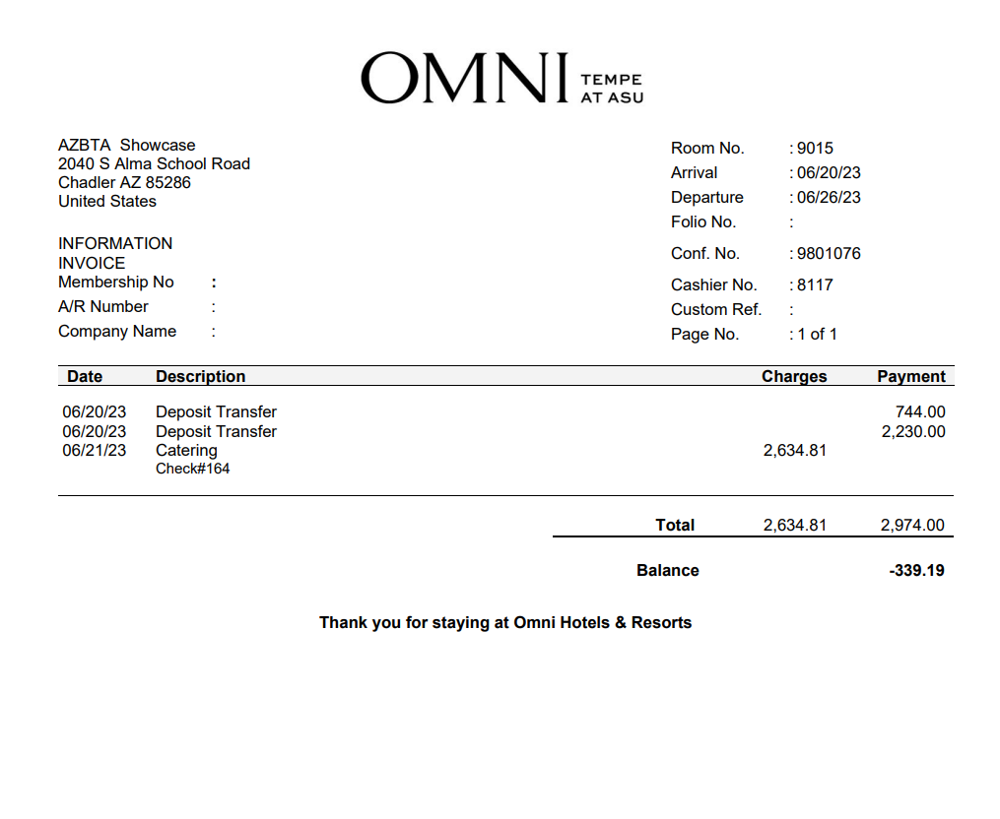 OMNI TEMPE
AT ASU
AZBTA  Showcase
2040 S Alma School Road
Chadler AZ 85286
United States
Room No. : 9015
Arrival : 06/20/23
Departure : 06/26/23
Folio No. :
Conf. No. : 9801076
Cashier No. : 8117
Custom Ref. :
Page No. : 1 of 1
INFORMATION
INVOICE
Membership No :
A/R Number :
Company Name :
Date Description Charges Payment
06/20/23 Deposit Transfer 744.00
06/20/23 Deposit Transfer 2,230.00
06/21/23 Catering 2,634.81
Check#164
Total 2,634.81 2,974.00
Balance -339.19
Thank you for staying at Omni Hotels & Resorts